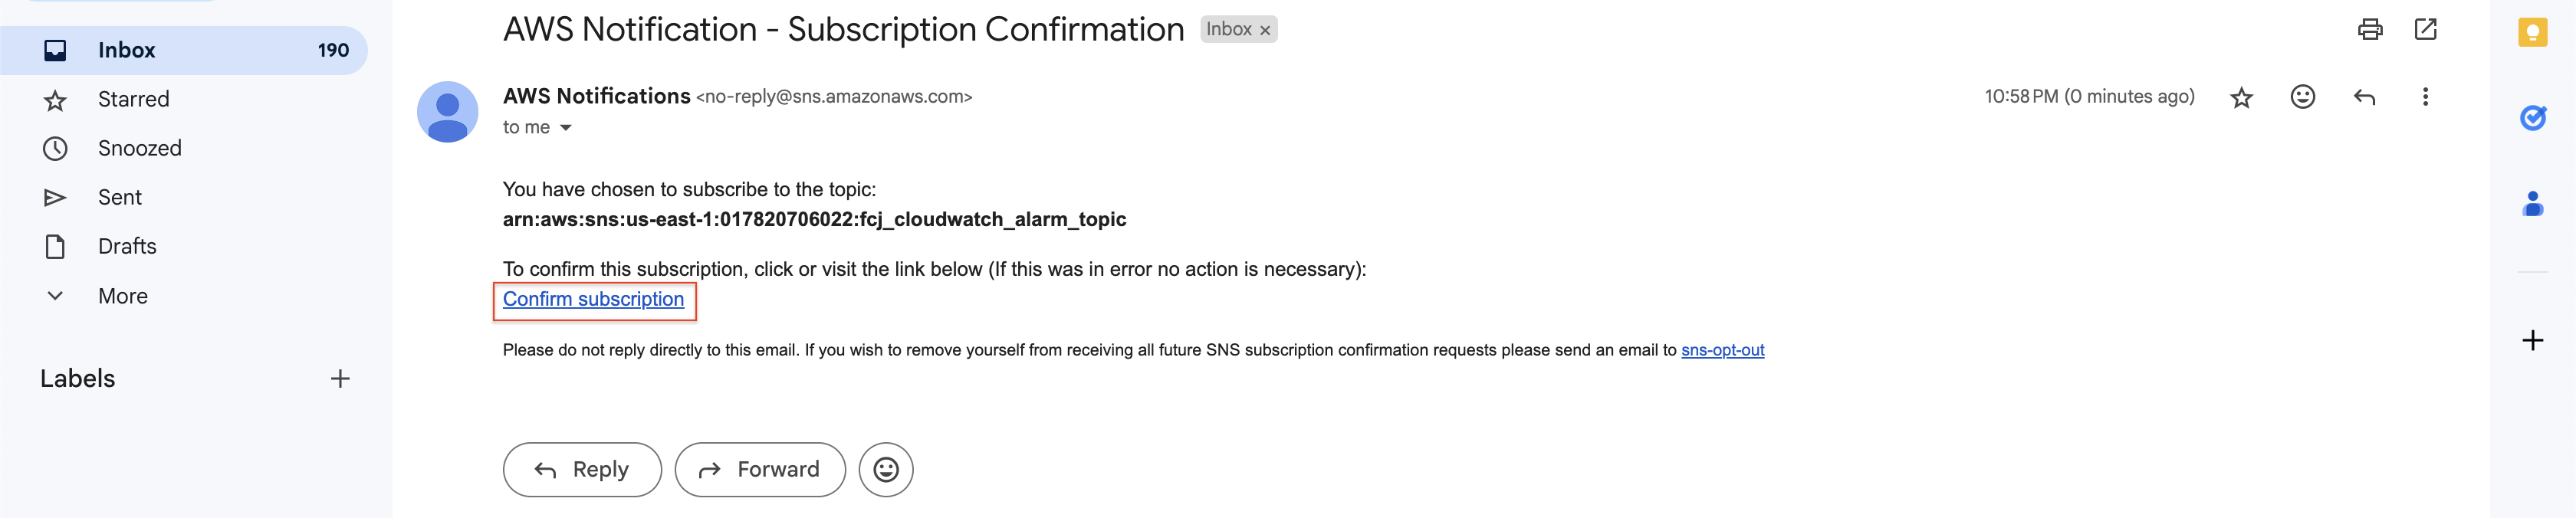 AWS Notification - Subscription Confirmation Inbox ×
Inbox 190
Starred
Snoozed
Sent
Drafts
More
Labels
AWS Notifications <no-reply@sns.amazonaws.com>
10:58 PM (0 minutes ago)
to me
You have chosen to subscribe to the topic:
arn:aws:sns:us-east-1:017820706022:fcj_cloudwatch_alarm_topic
To confirm this subscription, click or visit the link below (If this was in error no action is necessary):
Confirm subscription
Please do not reply directly to this email. If you wish to remove yourself from receiving all future SNS subscription confirmation requests please send an email to sns-opt-out
Reply
Forward